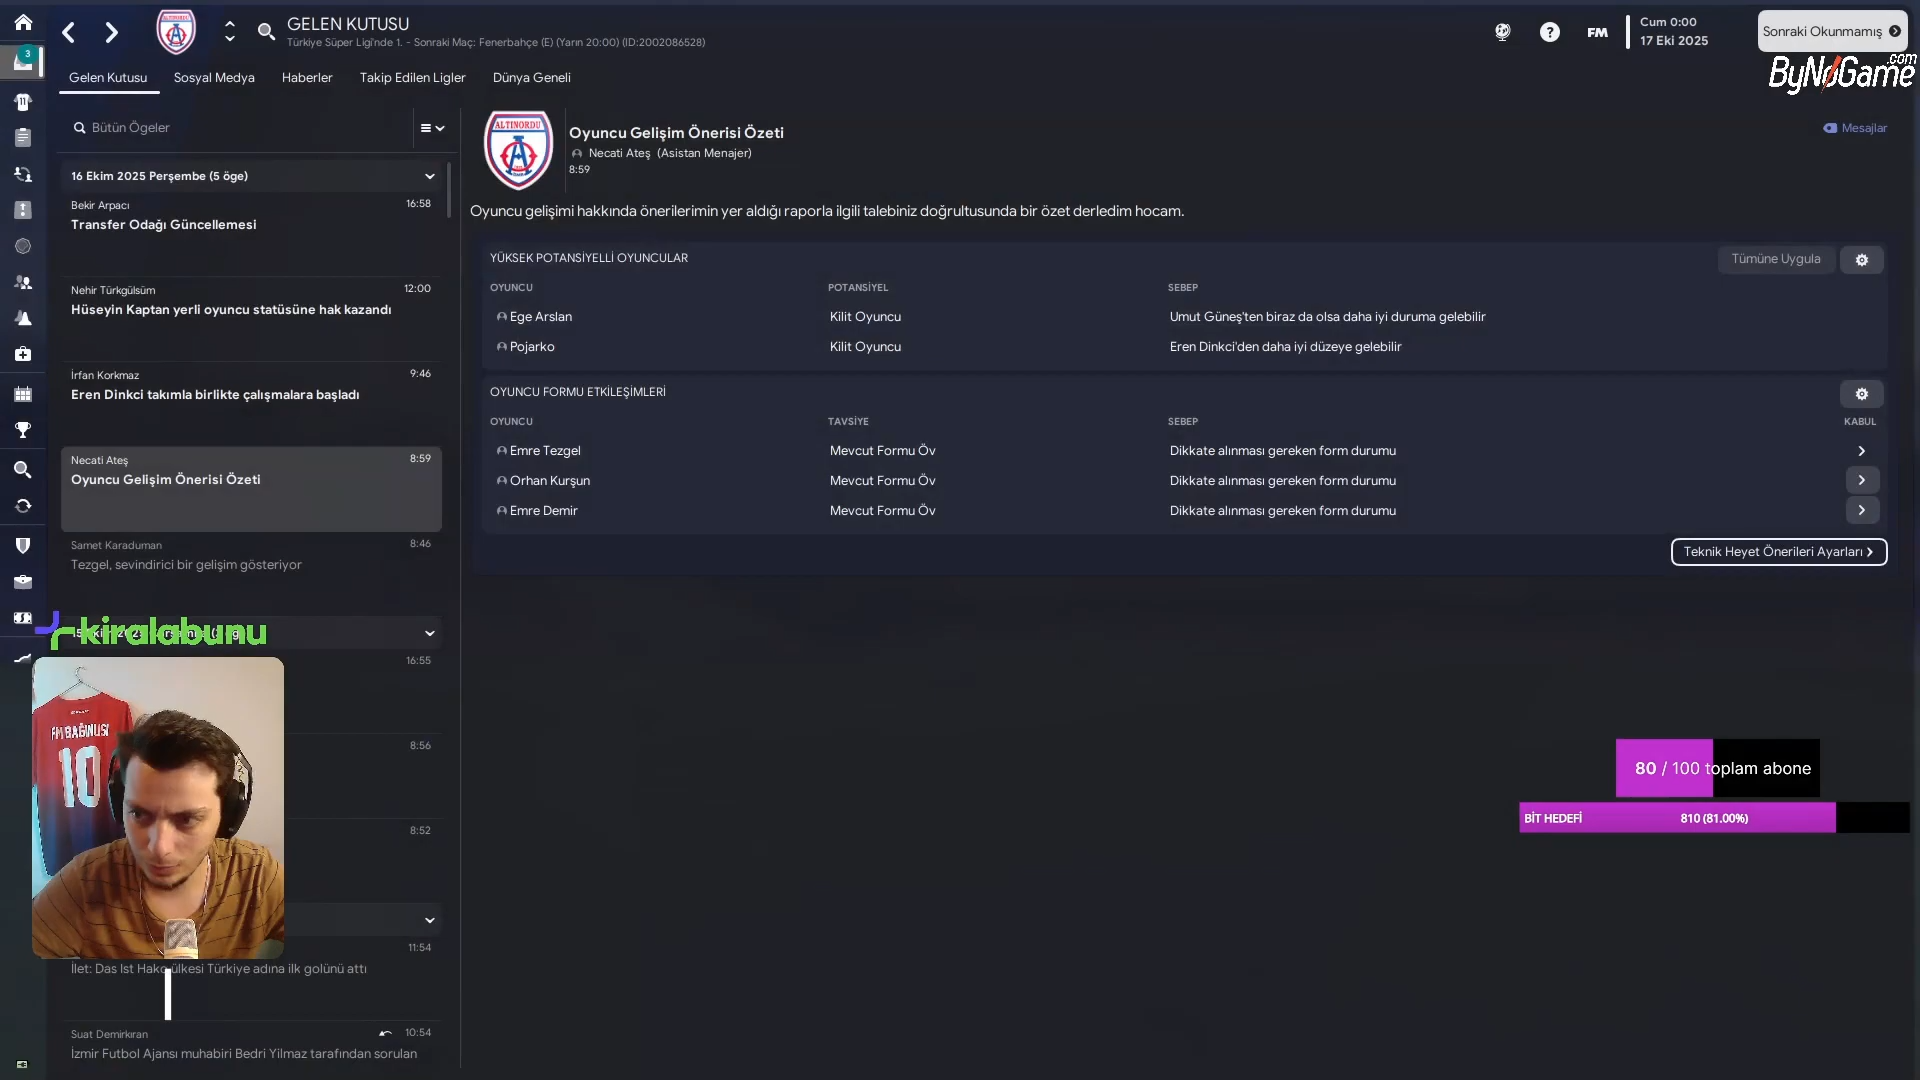 GELEN KUTUSU
Türkiye Süper Ligi'nde 1. - Sonraki Maç: Fenerbahçe (E) (Yarın 20:00) (ID:2002086528)
FM
Cum 0:00
17 Eki 2025
Sonraki Okunmamış
ByNoGame.com
3
Gelen Kutusu
Sosyal Medya
Haberler
Takip Edilen Ligler
Dünya Geneli
Bütün Ögeler
16 Ekim 2025 Perşembe (5 öge)
Bekir Arpacı 16:58
Transfer Odağı Güncellemesi
Nehir Türkgülsüm 12:00
Hüseyin Kaptan yerli oyuncu statüsüne hak kazandı
İrfan Korkmaz 9:46
Eren Dinkci takımla birlikte çalışmalara başladı
Necati Ateş 8:59
Oyuncu Gelişim Önerisi Özeti
Samet Karaduman 8:46
Tezgel, sevindirici bir gelişim gösteriyor
kiralabunu
16:55
8:56
8:52
11:54
İlet: Das Ist Hako ülkesi Türkiye adına ilk golünü attı
Suat Demirkıran 10:54
İzmir Futbol Ajansı muhabiri Bedri Yilmaz tarafından sorulan
FM BAĞIMLISI
10
ALTINORDU
Oyuncu Gelişim Önerisi Özeti
Necati Ateş (Asistan Menajer)
8:59
Mesajlar
Oyuncu gelişimi hakkında önerilerimin yer aldığı raporla ilgili talebiniz doğrultusunda bir özet derledim hocam.
YÜKSEK POTANSİYELLİ OYUNCULAR
Tümüne Uygula
OYUNCU POTANSİYEL SEBEP
Ege Arslan Kilit Oyuncu Umut Güneş'ten biraz da olsa daha iyi duruma gelebilir
Pojarko Kilit Oyuncu Eren Dinkci'den daha iyi düzeye gelebilir
OYUNCU FORMU ETKİLEŞİMLERİ
OYUNCU TAVSİYE SEBEP KABUL
Emre Tezgel Mevcut Formu Öv Dikkate alınması gereken form durumu
Orhan Kurşun Mevcut Formu Öv Dikkate alınması gereken form durumu
Emre Demir Mevcut Formu Öv Dikkate alınması gereken form durumu
Teknik Heyet Önerileri Ayarları
80 / 100 toplam abone
BİT HEDEFİ 810 (81.00%)